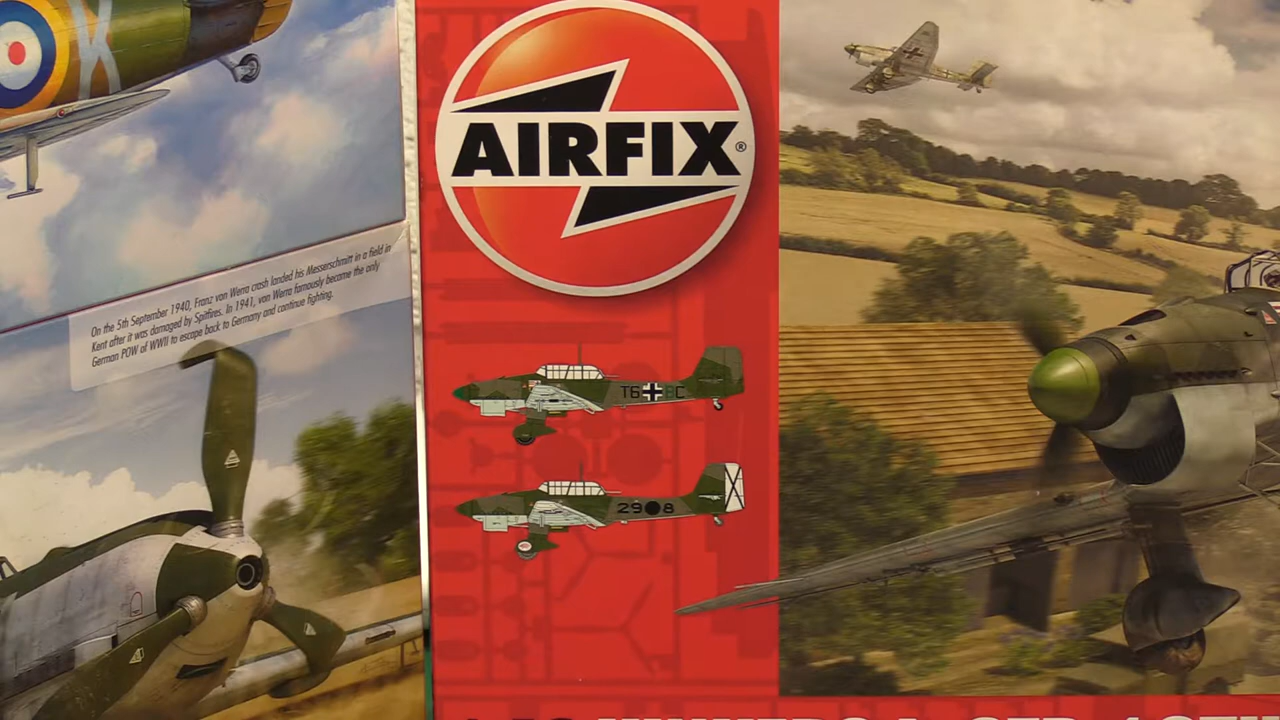 X
AIRFIX®
On the 5th September 1940, Franz von Werra crash landed his Messerschmitt in a field in
Kent after it was damaged by Spitfires. In 1941, von Werra famously became the only
German POW of WWII to escape back to Germany and continue fighting.
T6 C
29 8